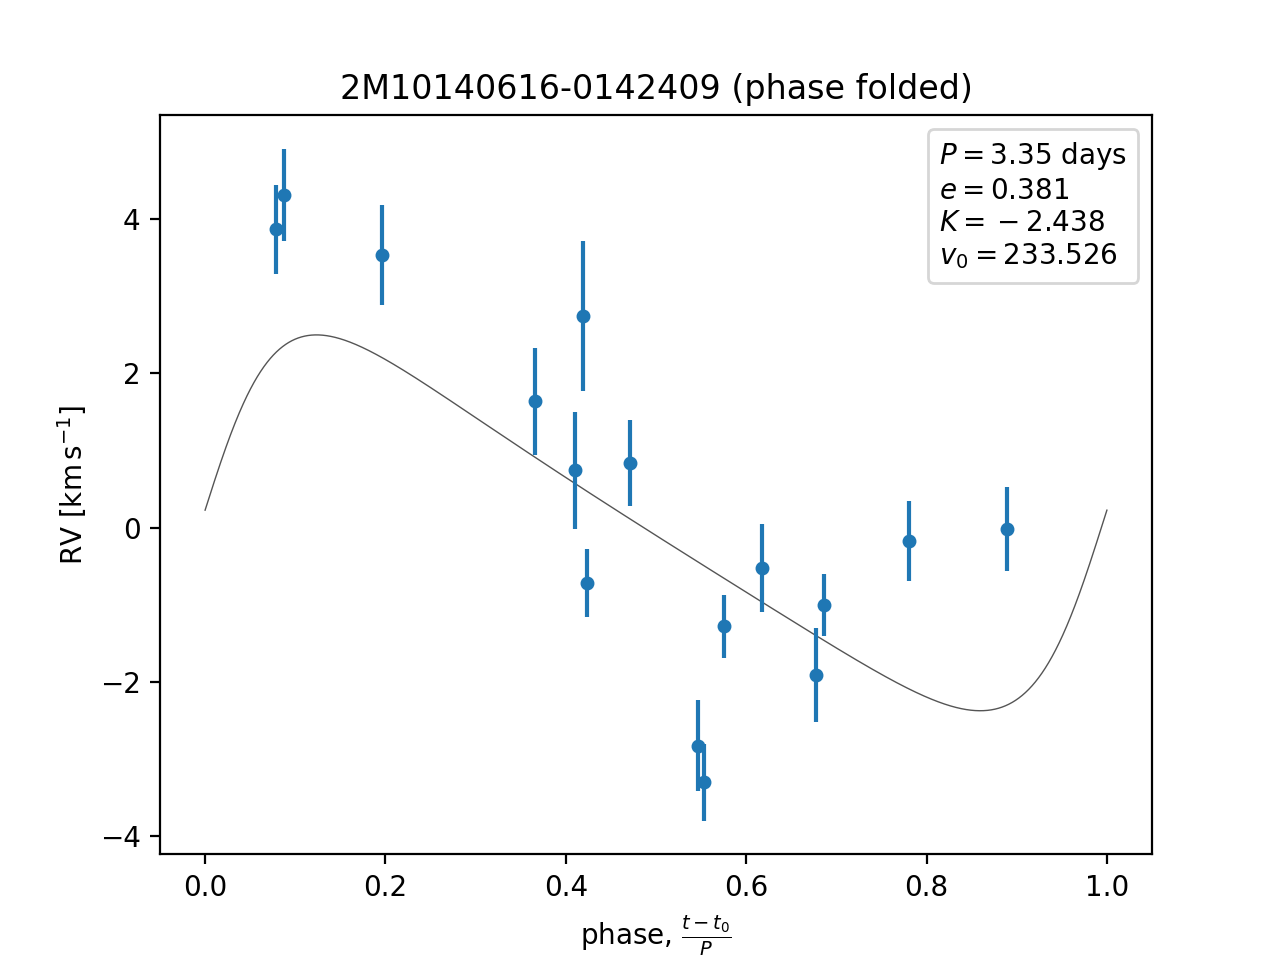 2M10140616-0142409 (phase folded)
P = 3.35 days
e = 0.381
K = −2.438
v₀ = 233.526
RV [km s⁻¹]
4
2
0
−2
−4
0.0 0.2 0.4 0.6 0.8 1.0
phase, (t − t₀)/P